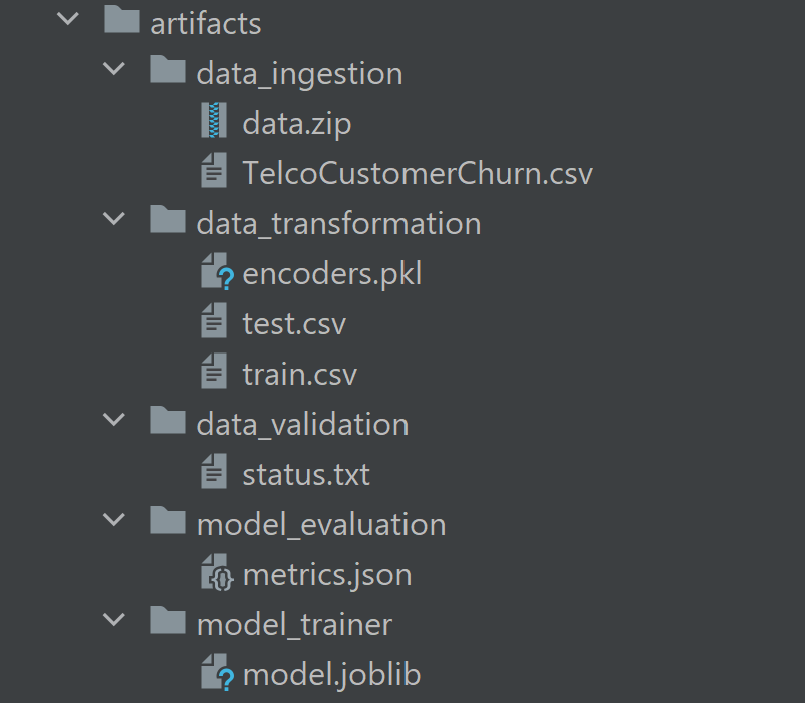 artifacts
data_ingestion
data.zip
TelcoCustomerChurn.csv
data_transformation
encoders.pkl
test.csv
train.csv
data_validation
status.txt
model_evaluation
metrics.json
model_trainer
model.joblib